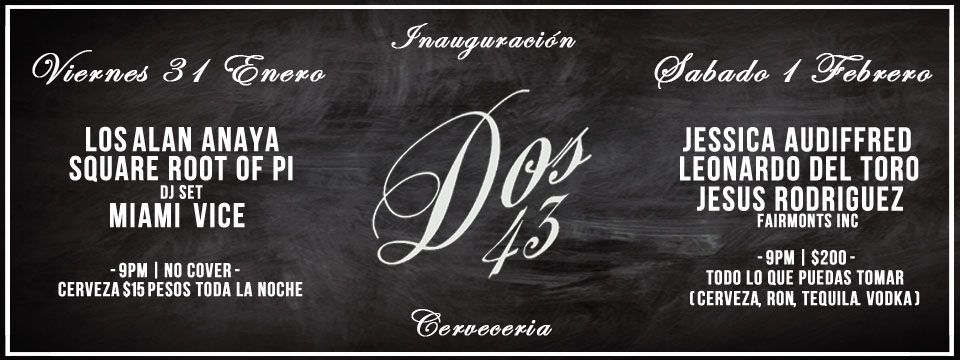 Inauguración
Viernes 31 Enero
LOS ALAN ANAYA
SQUARE ROOT OF PI
DJ SET
MIAMI VICE
- 9PM | NO COVER -
CERVEZA $15 PESOS TODA LA NOCHE
Dos
43
Cerveceria
Sabado 1 Febrero
JESSICA AUDIFFRED
LEONARDO DEL TORO
JESUS RODRIGUEZ
FAIRMONTS INC
- 9PM | $200 -
TODO LO QUE PUEDAS TOMAR
( CERVEZA, RON, TEQUILA. VODKA )